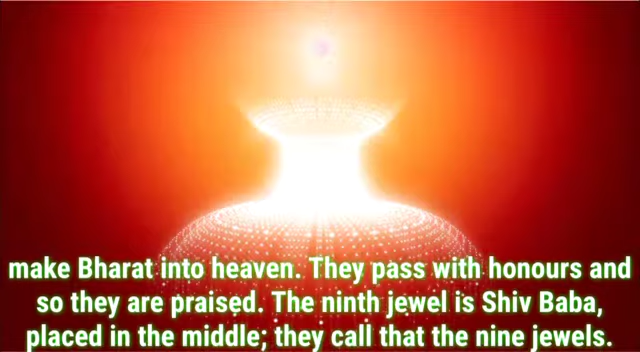 make Bharat into heaven. They pass with honours and
so they are praised. The ninth jewel is Shiv Baba,
placed in the middle; they call that the nine jewels.